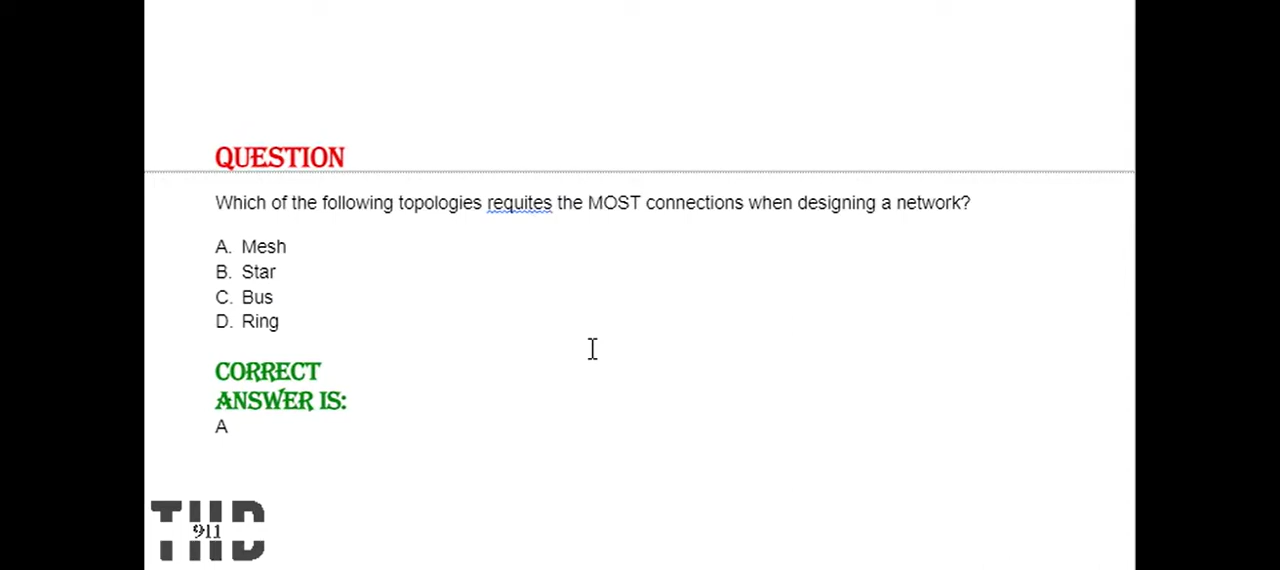 QUESTION
Which of the following topologies requites the MOST connections when designing a network?
A. Mesh
B. Star
C. Bus
D. Ring
CORRECT
ANSWER IS:
A
THD
911